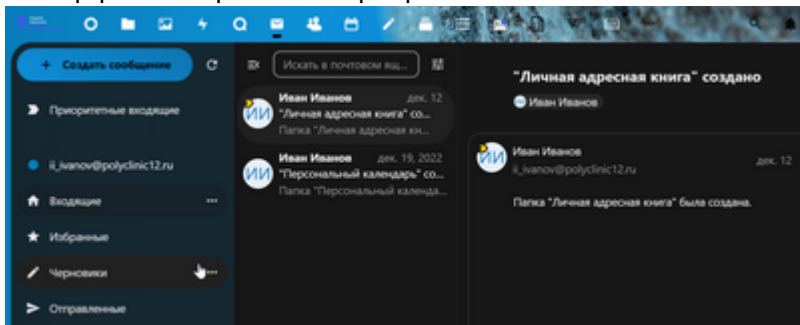 + Создать сообщение
Приоритетные входящие
ii_ivanov@polyclinic12.ru
Входящие
Избранные
Черновики
Отправленные
Искать в почтовом ящ...
ИИ
Иван Иванов дек. 12
"Личная адресная книга" со...
Папка "Личная адресная кн...
ИИ
Иван Иванов дек. 19, 2022
"Персональный календарь" со...
Папка "Персональный календа...
"Личная адресная книга" создано
Иван Иванов
ИИ
Иван Иванов
ii_ivanov@polyclinic12.ru
дек. 12
Папка "Личная адресная книга" была создана.